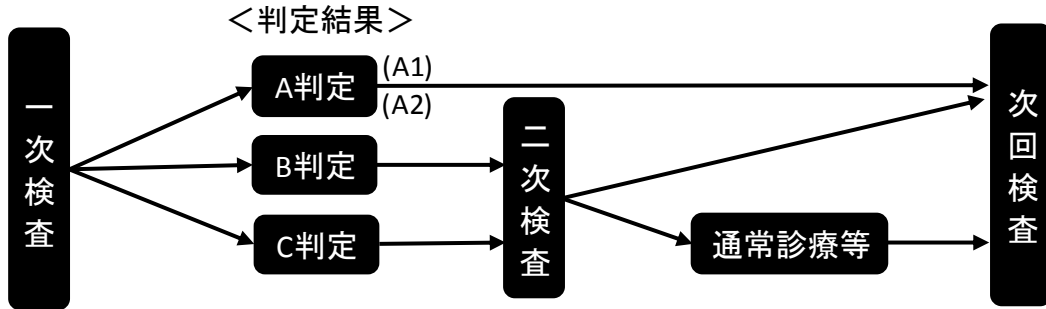 ＜判定結果＞
一次検査
A判定
(A1)
(A2)
B判定
C判定
二次検査
通常診療等
次回検査